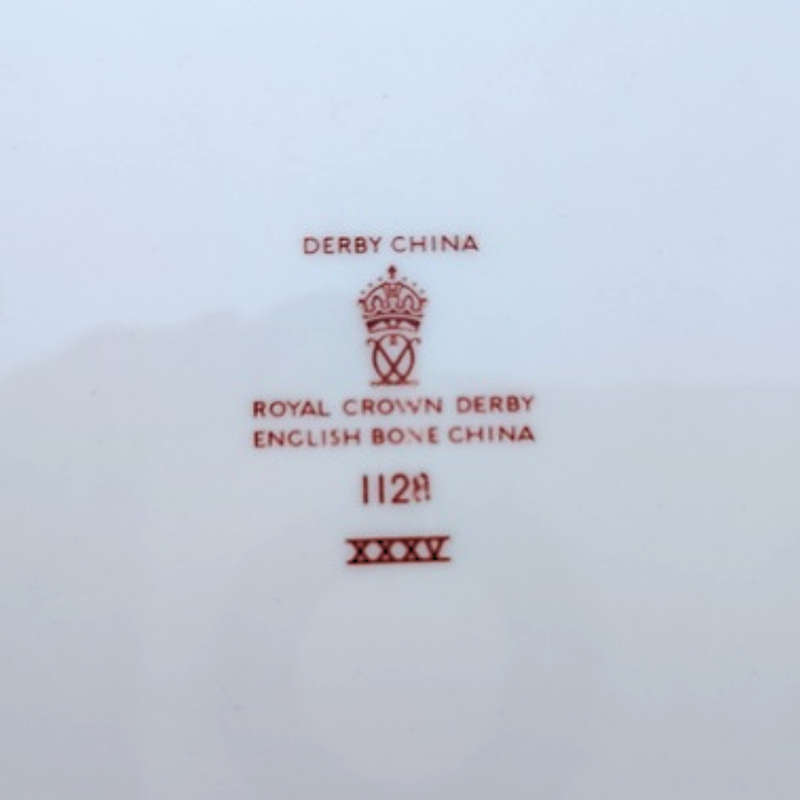 DERBY CHINA
ROYAL CROWN DERBY
ENGLISH BONE CHINA
1128
XXXV